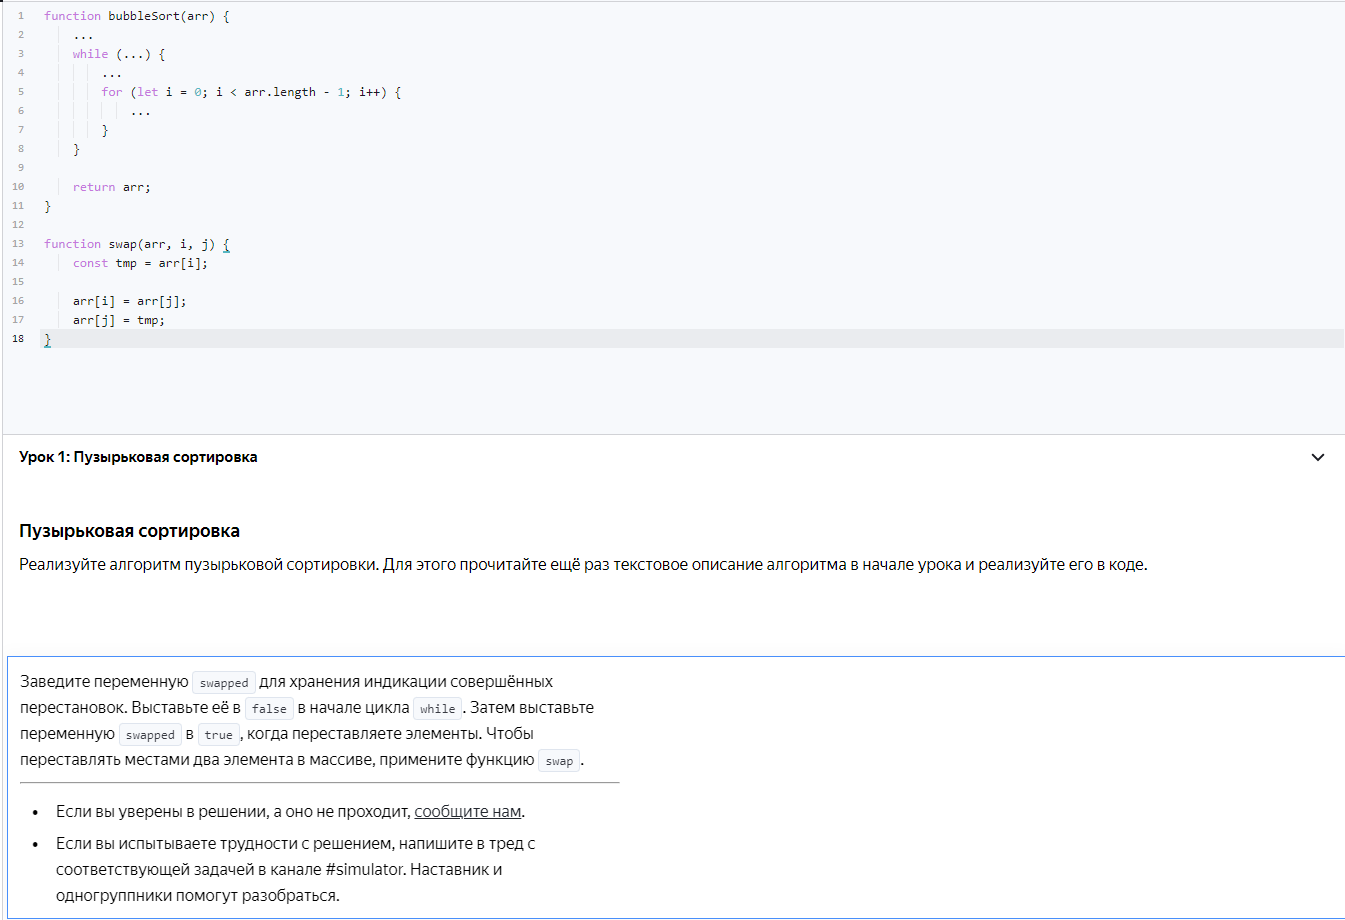 1 function bubbleSort(arr) {
2 ...
3 while (...) {
4 ...
5 for (let i = 0; i < arr.length - 1; i++) {
6 ...
7 }
8 }
9
10 return arr;
11 }
12
13 function swap(arr, i, j) {
14 const tmp = arr[i];
15
16 arr[i] = arr[j];
17 arr[j] = tmp;
18 }
Урок 1: Пузырьковая сортировка
Пузырьковая сортировка
Реализуйте алгоритм пузырьковой сортировки. Для этого прочитайте ещё раз текстовое описание алгоритма в начале урока и реализуйте его в коде.
Заведите переменную swapped для хранения индикации совершённых
перестановок. Выставьте её в false в начале цикла while. Затем выставьте
переменную swapped в true, когда переставляете элементы. Чтобы
переставлять местами два элемента в массиве, примените функцию swap.
• Если вы уверены в решении, а оно не проходит, сообщите нам.
• Если вы испытываете трудности с решением, напишите в тред с
соответствующей задачей в канале #simulator. Наставник и
одногруппники помогут разобраться.